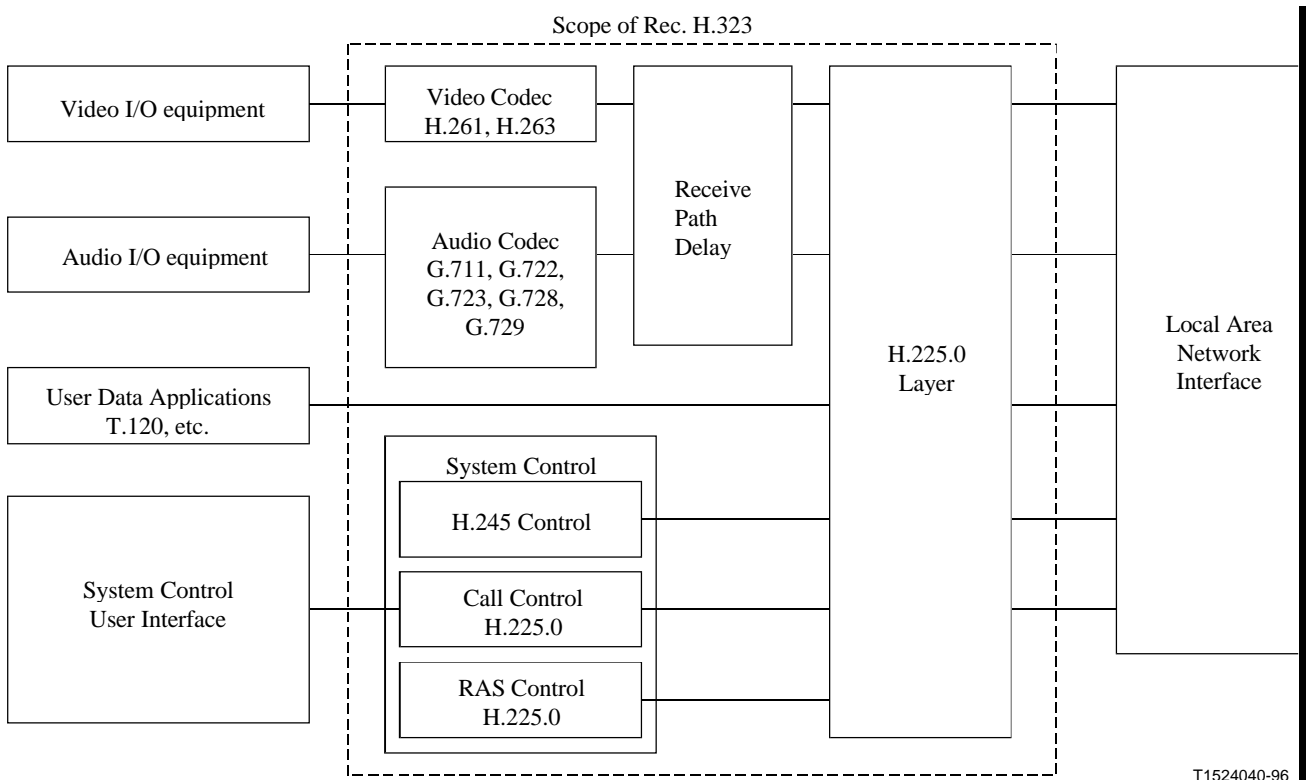 Scope of Rec. H.323
Video I/O equipment
Video Codec
H.261, H.263
Receive
Path
Delay
Audio I/O equipment
Audio Codec
G.711, G.722,
G.723, G.728,
G.729
H.225.0
Layer
Local Area
Network
Interface
User Data Applications
T.120, etc.
System Control
H.245 Control
System Control
User Interface
Call Control
H.225.0
RAS Control
H.225.0
T1524040-96